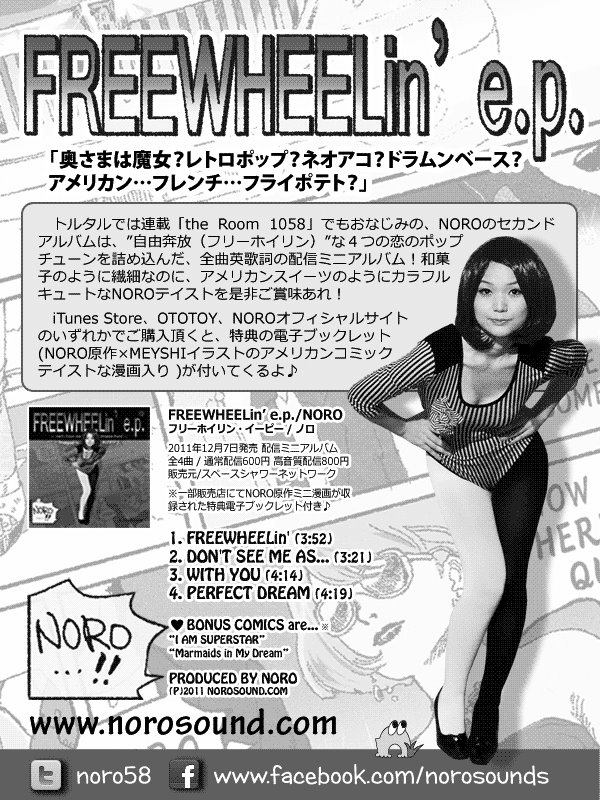 FREEWHEELin' e.p.
「奥さまは魔女?レトロポップ?ネオアコ?ドラムンベース?
アメリカン…フレンチ…フライポテト?」
トルタルでは連載「the Room 1058」でもおなじみの、NOROのセカンド
アルバムは、”自由奔放（フリーホイリン）”な４つの恋のポップ
チューンを詰め込んだ、全曲英歌詞の配信ミニアルバム！和菓
子のように繊細なのに、アメリカンスイーツのようにカラフル
キュートなNOROテイストを是非ご賞味あれ！
iTunes Store、OTOTOY、NOROオフィシャルサイト
のいずれかでご購入頂くと、特典の電子ブックレット
(NORO原作×MEYSHIイラストのアメリカンコミック
テイストな漫画入り )が付いてくるよ♪
FREEWHEELin' e.p.
FREEWHEELin' e.p./NORO
フリーホイリン・イーピー / ノロ
2011年12月7日発売 配信ミニアルバム
全4曲 / 通常配信600円 高音質配信800円
販売元/スペースシャワーネットワーク
※一部販売店にてNORO原作ミニ漫画が収
録された特典電子ブックレット付き♪
1. FREEWHEELin' (3:52)
2. DON'T SEE ME AS... (3:21)
3. WITH YOU (4:14)
4. PERFECT DREAM (4:19)
NORO
...!!
♥ BONUS COMICS are... ※
"I AM SUPERSTAR"
"Marmaids in My Dream"
PRODUCED BY NORO
(P)2011 NOROSOUND.COM
www.norosound.com
noro58
www.facebook.com/norosounds